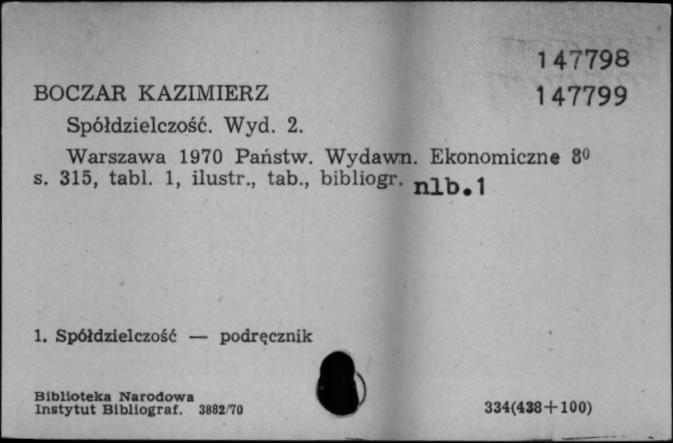 147798
BOCZAR KAZIMIERZ 147799
Spółdzielczość. Wyd. 2.
Warszawa 1970 Państw. Wydawn. Ekonomiczne 8⁰
s. 315, tabl. 1, ilustr., tab., bibliogr. nlb.1
1. Spółdzielczość — podręcznik
Biblioteka Narodowa
Instytut Bibliograf. 3882/70 334(438+100)